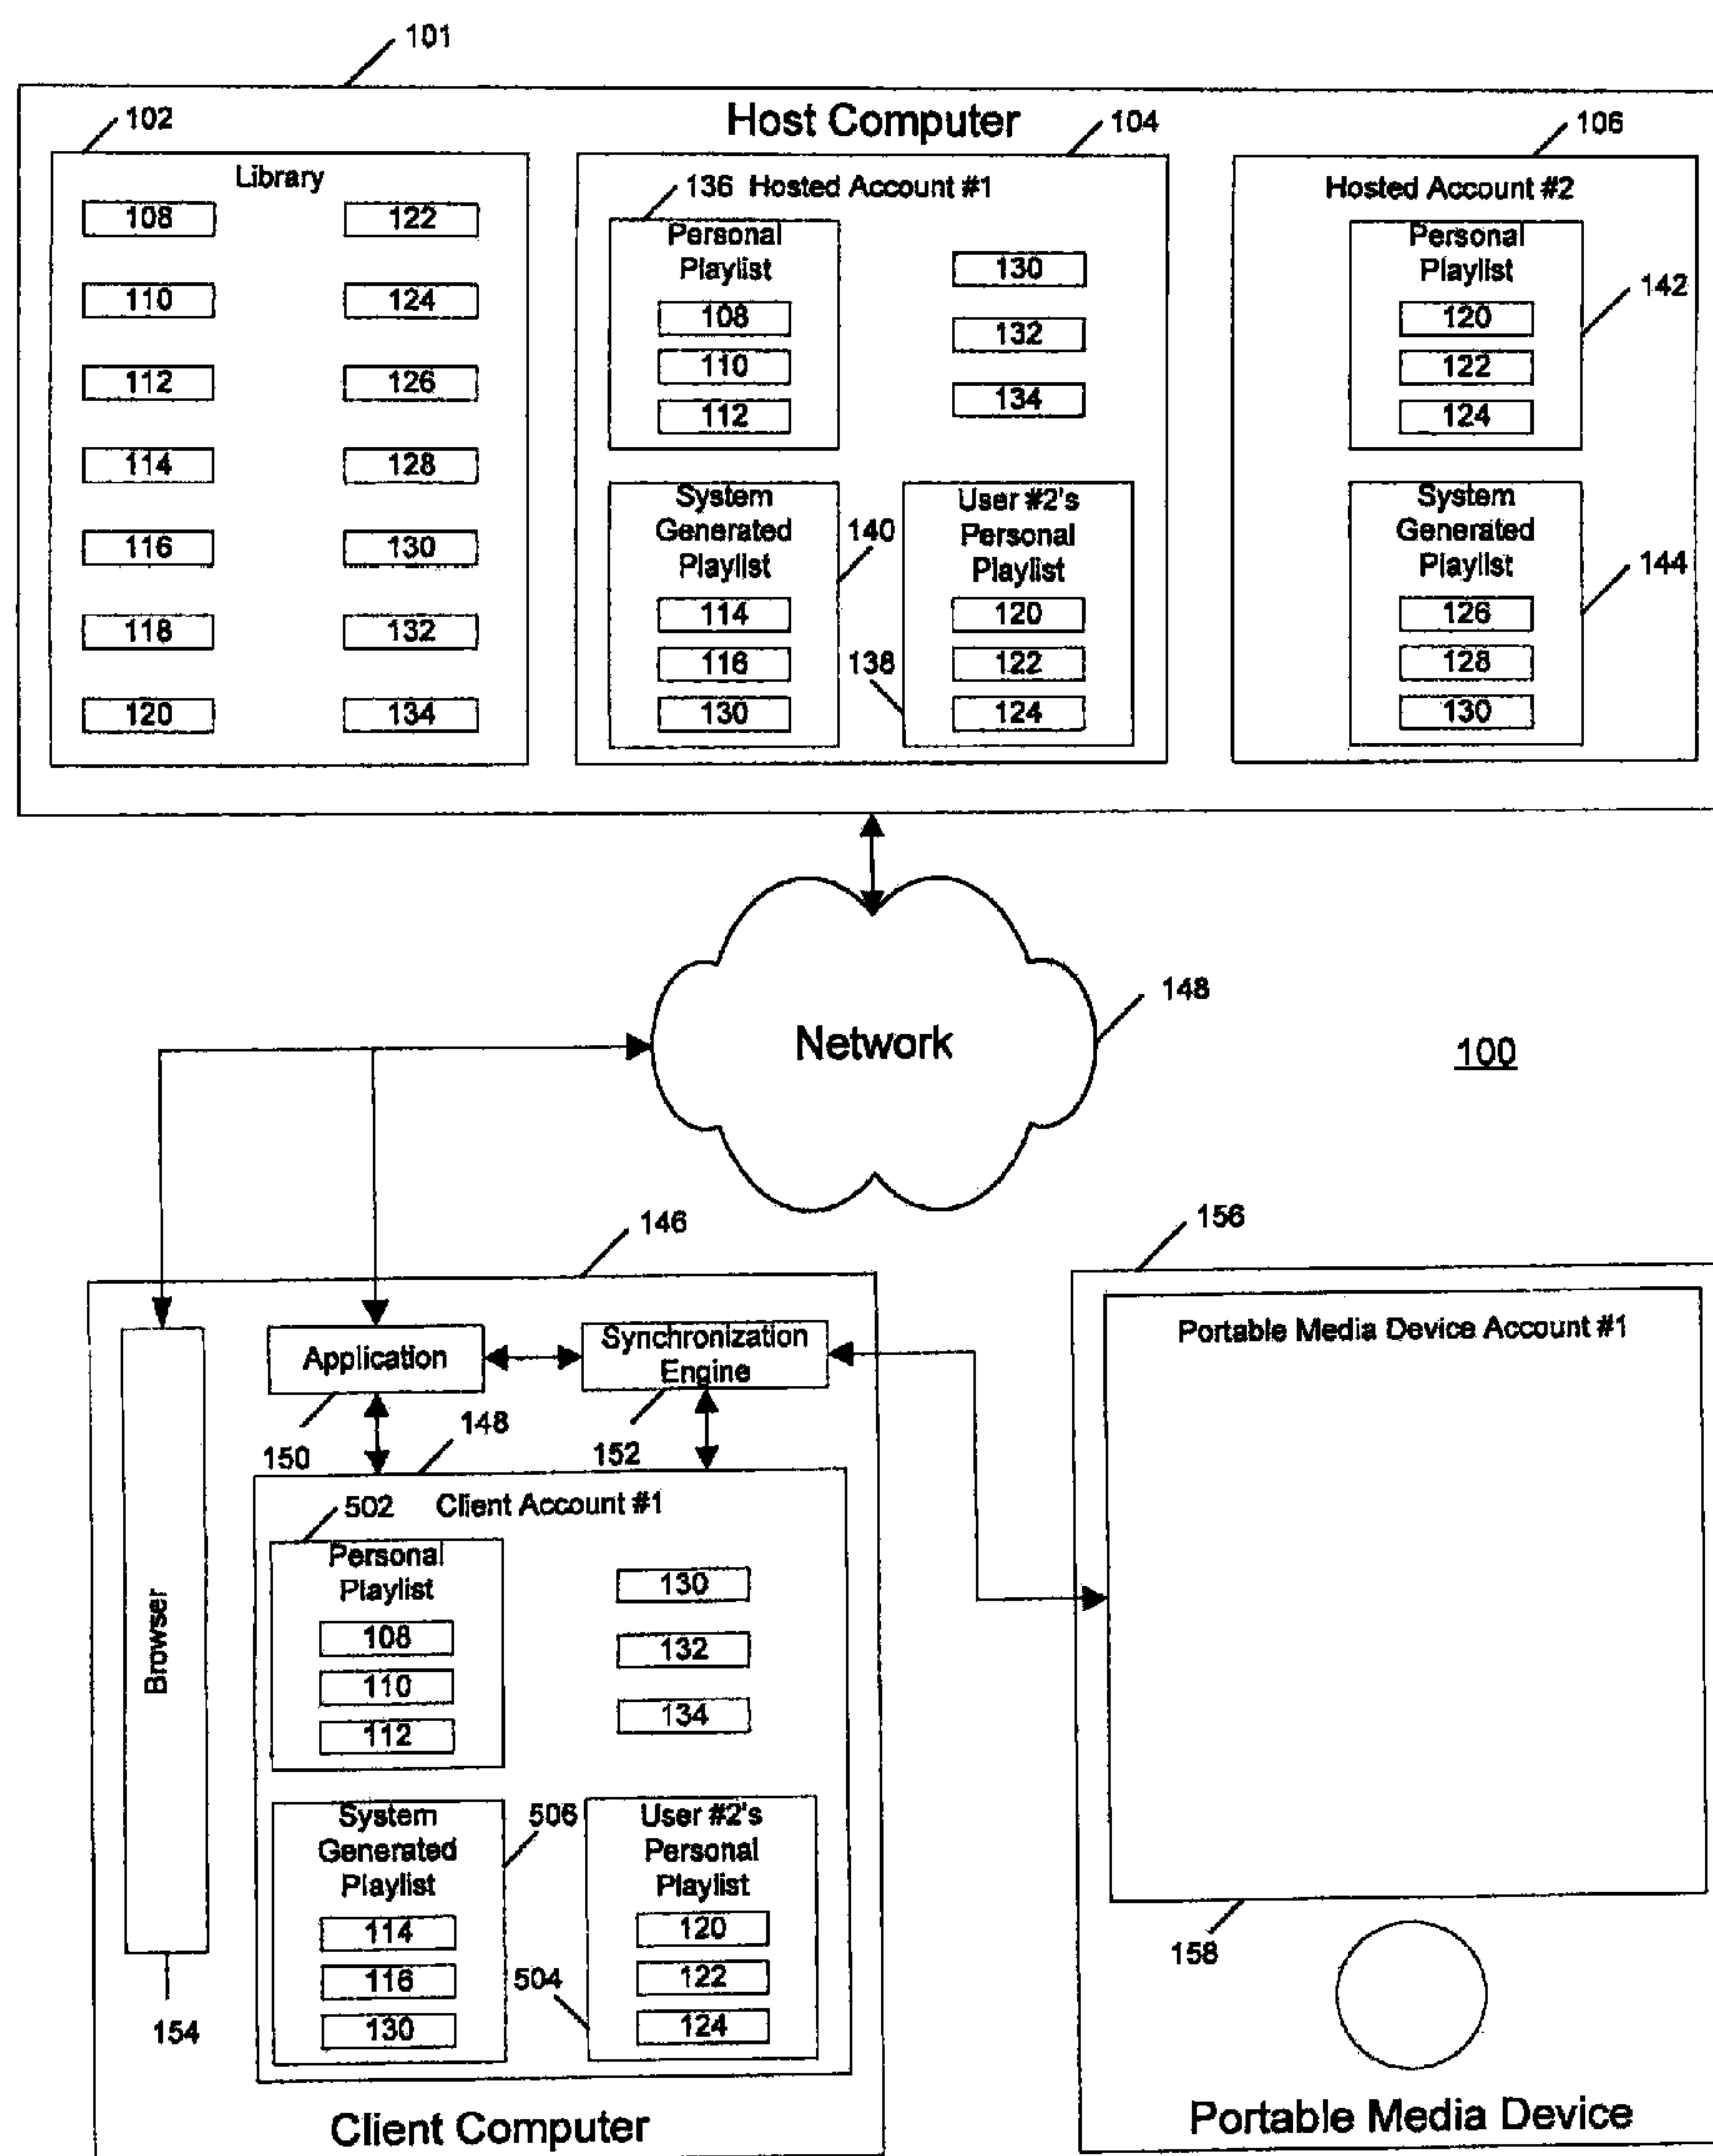 101
Host Computer
102
104
106
Library
108
122
110
124
112
126
114
128
116
130
118
132
120
134
136 Hosted Account #1
Personal
Playlist
108
110
112
130
132
134
System
Generated
Playlist
114
116
130
140
User #2's
Personal
Playlist
120
122
124
138
Hosted Account #2
Personal
Playlist
120
122
124
142
System
Generated
Playlist
126
128
130
144
Network
148
100
146
156
Application
Synchronization
Engine
150
148
152
Browser
154
502 Client Account #1
Personal
Playlist
108
110
112
130
132
134
System
Generated
Playlist
114
116
130
506
User #2's
Personal
Playlist
120
122
124
504
Client Computer
Portable Media Device Account #1
158
Portable Media Device